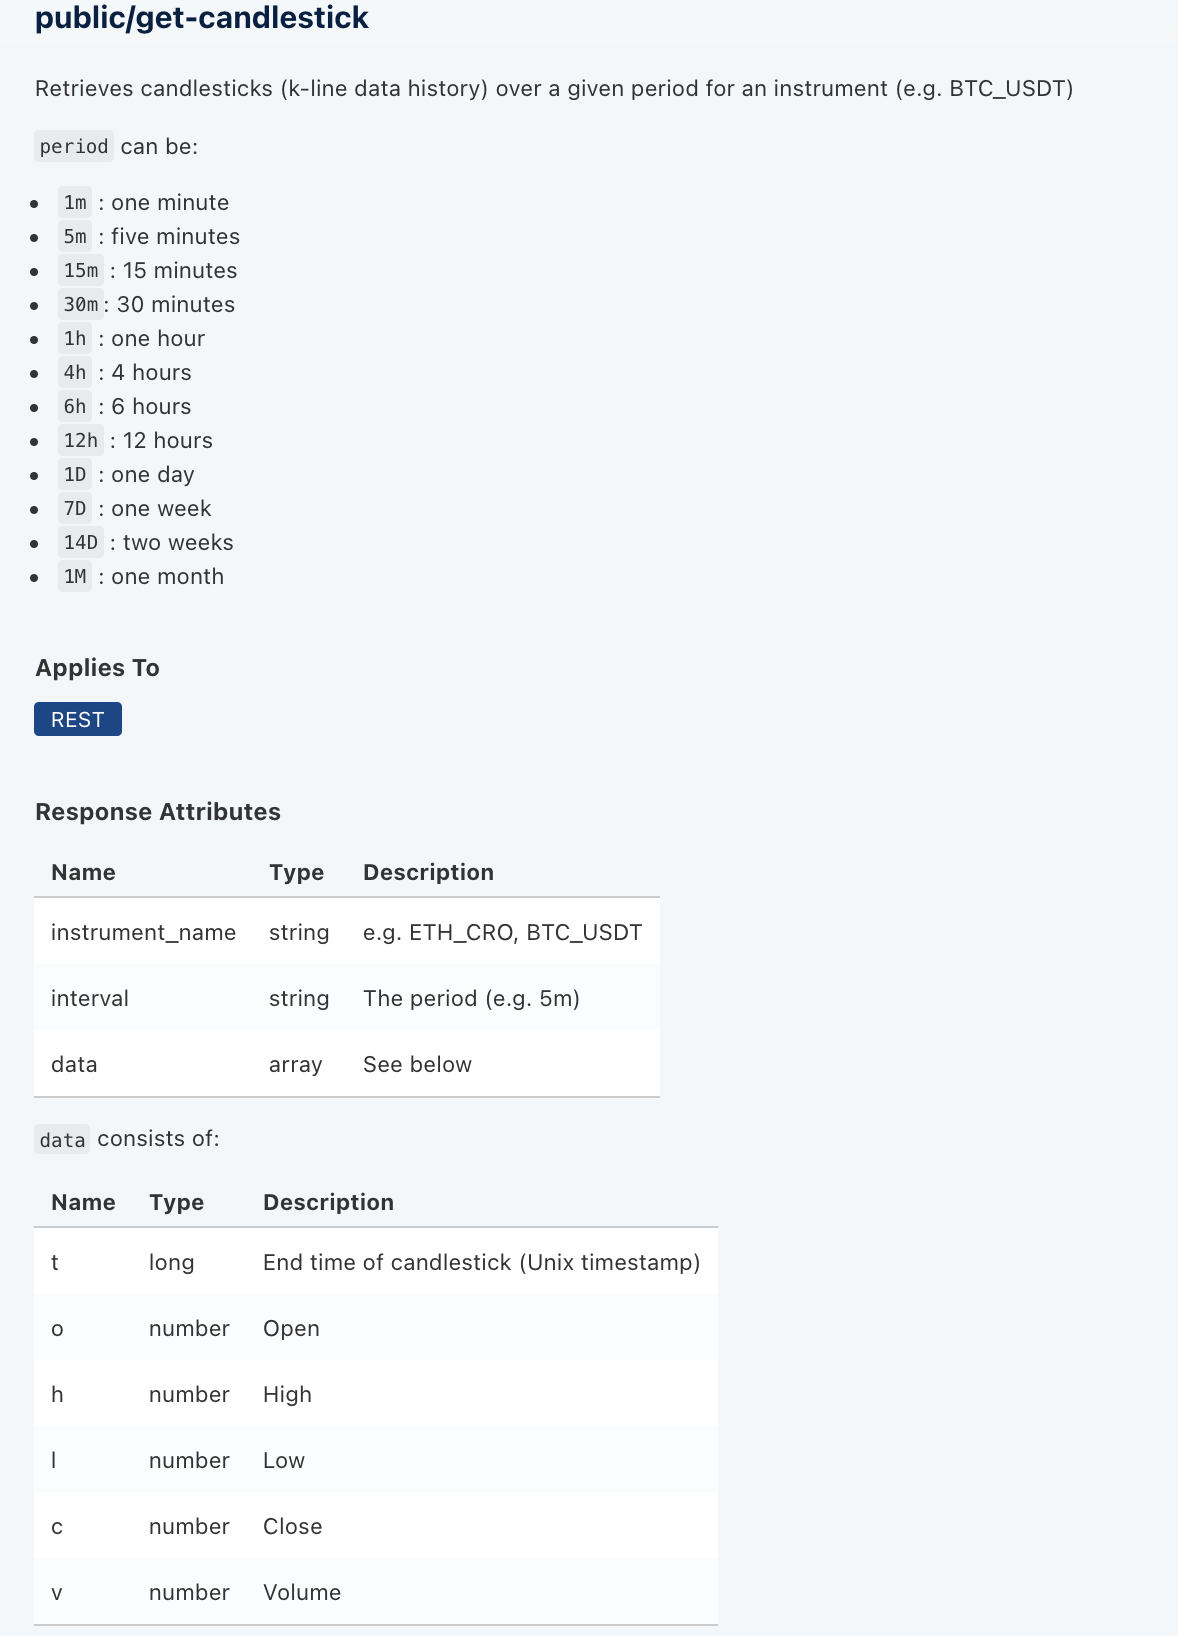 public/get-candlestick
Retrieves candlesticks (k-line data history) over a given period for an instrument (e.g. BTC_USDT)
period can be:
1m : one minute
5m : five minutes
15m : 15 minutes
30m: 30 minutes
1h : one hour
4h : 4 hours
6h : 6 hours
12h : 12 hours
1D : one day
7D : one week
14D : two weeks
1M : one month
Applies To
REST
Response Attributes
Name Type Description
instrument_name string e.g. ETH_CRO, BTC_USDT
interval string The period (e.g. 5m)
data array See below
data consists of:
Name Type Description
t long End time of candlestick (Unix timestamp)
o number Open
h number High
l number Low
c number Close
v number Volume